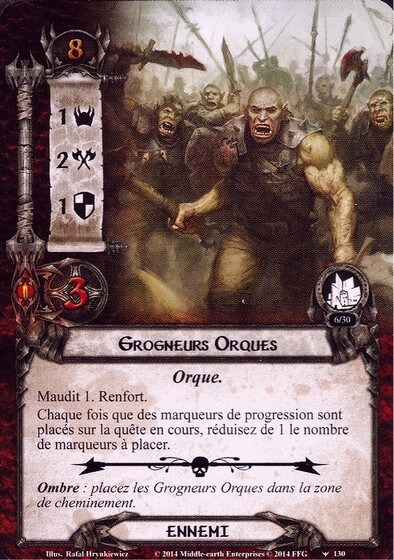 8
1
2
1
3
6/30
Grogneurs Orques
Orque.
Maudit 1. Renfort.
Chaque fois que des marqueurs de progression sont
placés sur la quête en cours, réduisez de 1 le nombre
de marqueurs à placer.
Ombre : placez les Grogneurs Orques dans la zone
de cheminement.
ENNEMI
Illus. Rafal Hrynkiewicz © 2014 Middle-earth Enterprises © 2014 FFG 130